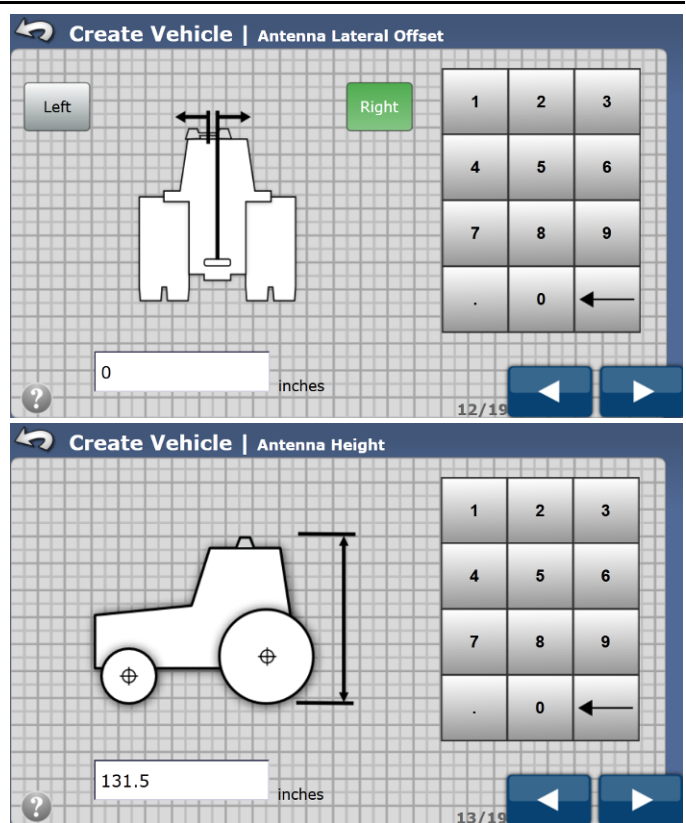 Create Vehicle | Antenna Lateral Offset
Left
Right
1 2 3
4 5 6
7 8 9
. 0
0
inches
?
12/19
Create Vehicle | Antenna Height
1 2 3
4 5 6
7 8 9
. 0
131.5
inches
?
13/19